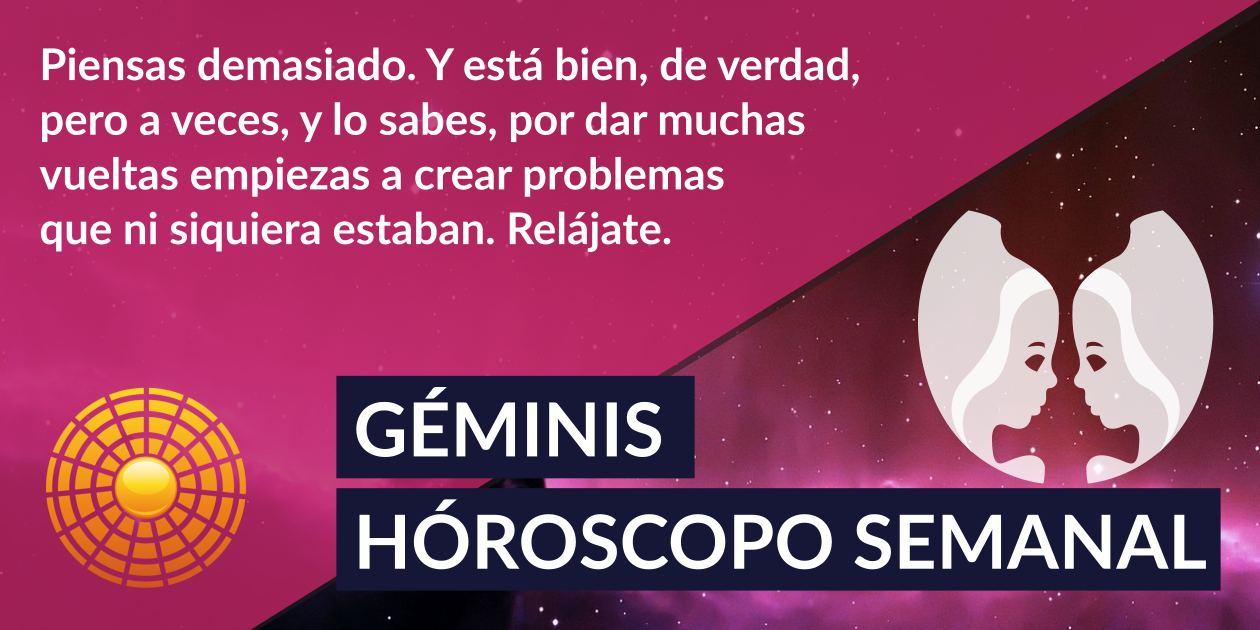 Piensas demasiado. Y está bien, de verdad,
pero a veces, y lo sabes, por dar muchas
vueltas empiezas a crear problemas
que ni siquiera estaban. Relájate.
GÉMINIS
HÓROSCOPO SEMANAL